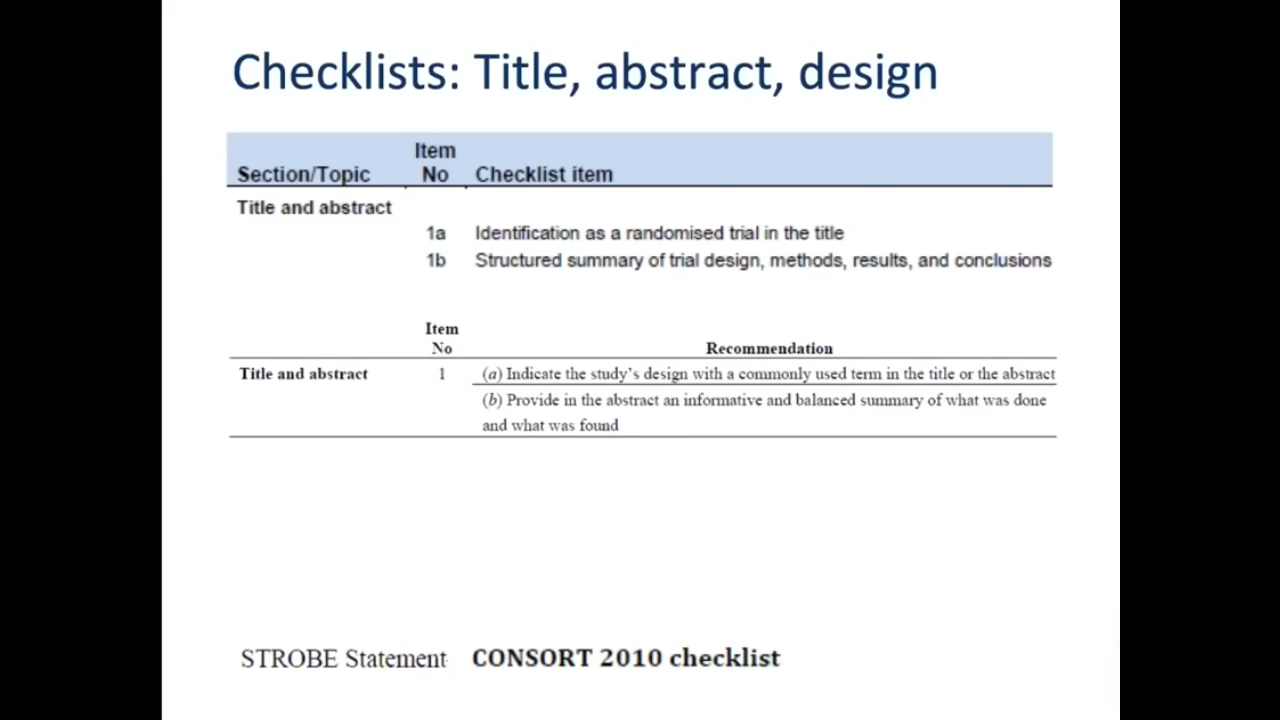 Checklists: Title, abstract, design
Item
Section/Topic No Checklist item
Title and abstract
1a Identification as a randomised trial in the title
1b Structured summary of trial design, methods, results, and conclusions
Item
No Recommendation
Title and abstract 1 (a) Indicate the study's design with a commonly used term in the title or the abstract
(b) Provide in the abstract an informative and balanced summary of what was done
and what was found
STROBE Statement CONSORT 2010 checklist